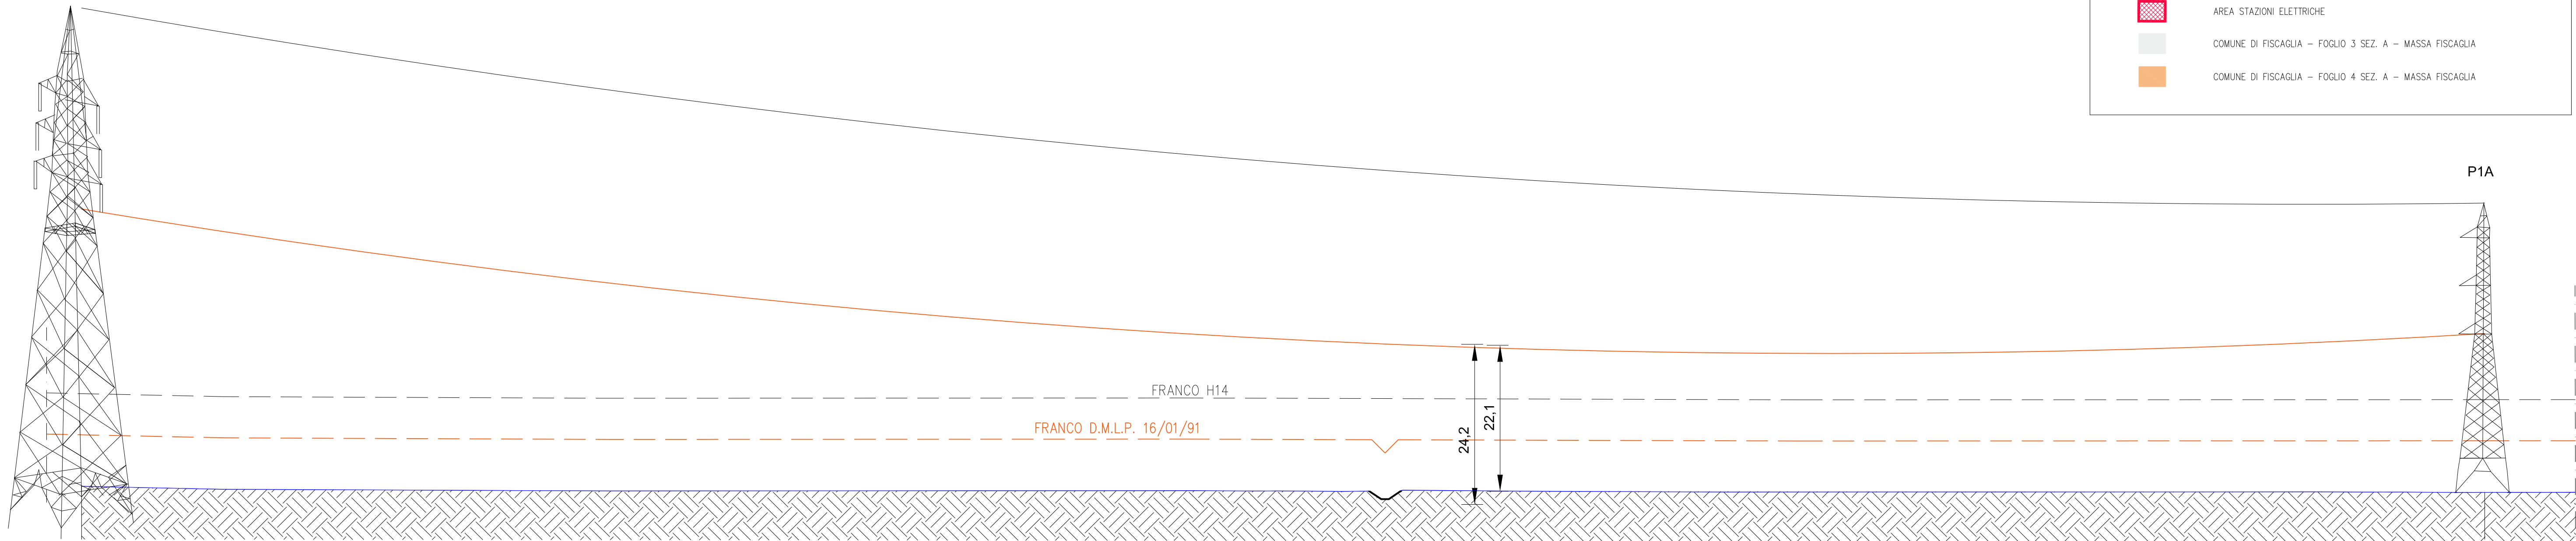 AREA STAZIONI ELETTRICHE
COMUNE DI FISCAGLIA – FOGLIO 3 SEZ. A – MASSA FISCAGLIA
COMUNE DI FISCAGLIA – FOGLIO 4 SEZ. A – MASSA FISCAGLIA
P1A
FRANCO H14
FRANCO D.M.L.P. 16/01/91
24,2
22,1